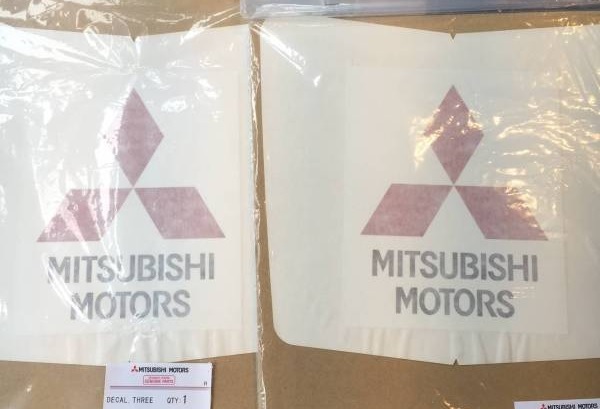 MITSUBISHI
MOTORS
MITSUBISHI
MOTORS
MITSUBISHI MOTORS
GENUINE PARTS
DECAL, THREE QTY:1
MITSUBISHI MOTORS